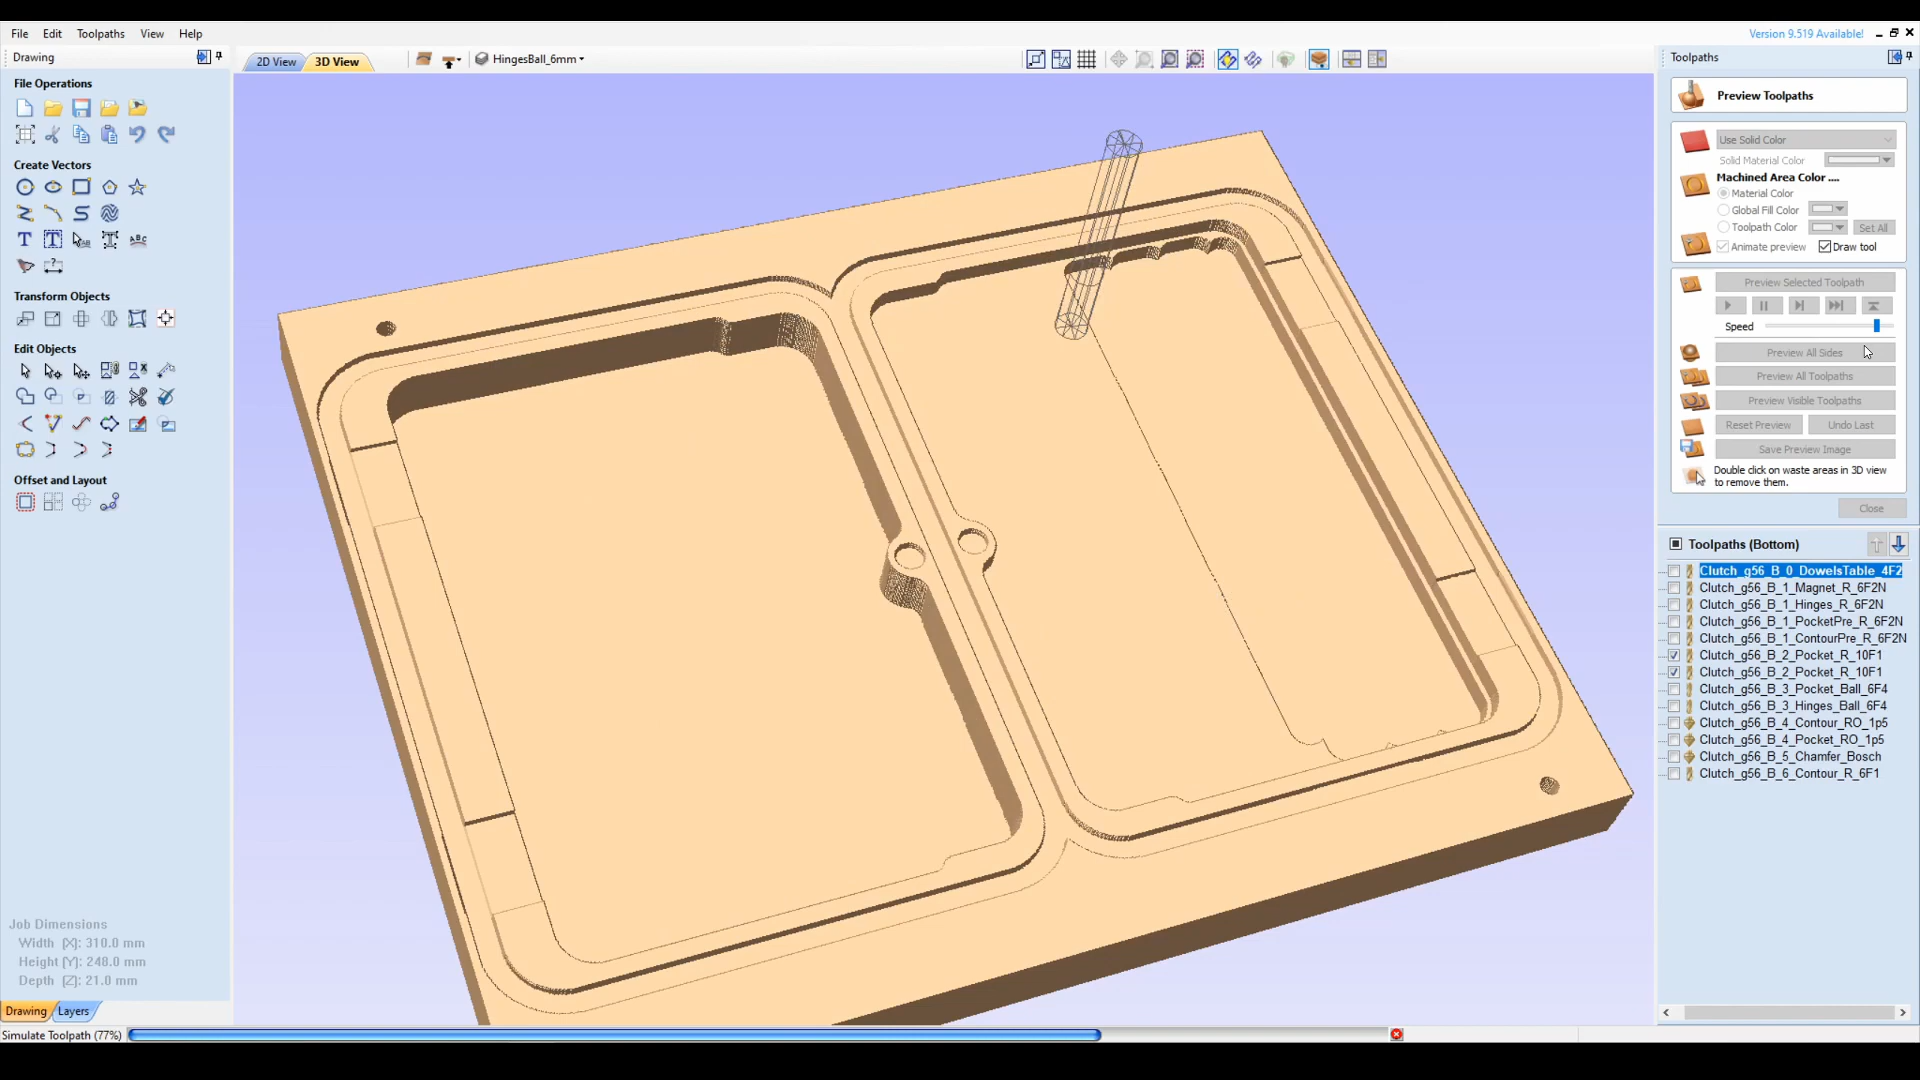 File Edit Toolpaths View Help
Version 9.519 Available!
Drawing
2D View 3D View HingesBall_6mm
Toolpaths
File Operations
Create Vectors
Transform Objects
Edit Objects
Offset and Layout
Job Dimensions
Width (X): 310.0 mm
Height (Y): 248.0 mm
Depth (Z): 21.0 mm
Drawing Layers
Simulate Toolpath (77%)
Preview Toolpaths
Use Solid Color
Solid Material Color
Machined Area Color ....
Material Color
Global Fill Color
Toolpath Color Set All
Animate preview Draw tool
Preview Selected Toolpath
Speed
Preview All Sides
Preview All Toolpaths
Preview Visible Toolpaths
Reset Preview Undo Last
Save Preview Image
Double click on waste areas in 3D view
to remove them.
Close
Toolpaths (Bottom)
Clutch_g56_B_0_DowelsTable_4F2
Clutch_g56_B_1_Magnet_R_6F2N
Clutch_g56_B_1_Hinges_R_6F2N
Clutch_g56_B_1_PocketPre_R_6F2N
Clutch_g56_B_1_ContourPre_R_6F2N
Clutch_g56_B_2_Pocket_R_10F1
Clutch_g56_B_2_Pocket_R_10F1
Clutch_g56_B_3_Pocket_Ball_6F4
Clutch_g56_B_3_Hinges_Ball_6F4
Clutch_g56_B_4_Contour_RO_1p5
Clutch_g56_B_4_Pocket_RO_1p5
Clutch_g56_B_5_Chamfer_Bosch
Clutch_g56_B_6_Contour_R_6F1